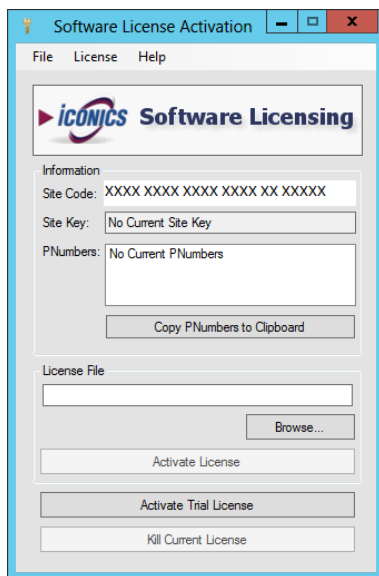 Software License Activation
File License Help
ICONICS Software Licensing
Information
Site Code: XXXX XXXX XXXX XXXX XX XXXXX
Site Key: No Current Site Key
PNumbers: No Current PNumbers
Copy PNumbers to Clipboard
License File
Browse...
Activate License
Activate Trial License
Kill Current License